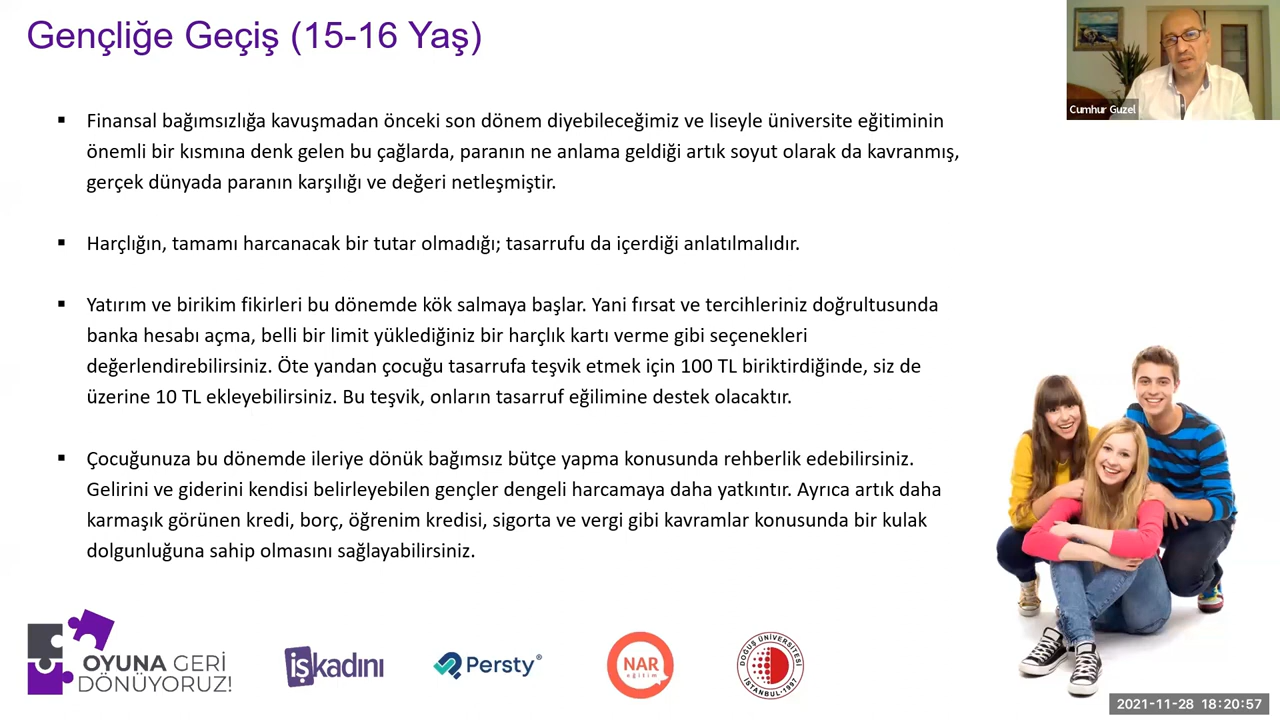 Gençliğe Geçiş (15-16 Yaş)
Cumhur Guzel
▪ Finansal bağımsızlığa kavuşmadan önceki son dönem diyebileceğimiz ve liseyle üniversite eğitiminin
önemli bir kısmına denk gelen bu çağlarda, paranın ne anlama geldiği artık soyut olarak da kavranmış,
gerçek dünyada paranın karşılığı ve değeri netleşmiştir.
▪ Harçlığın, tamamı harcanacak bir tutar olmadığı; tasarrufu da içerdiği anlatılmalıdır.
▪ Yatırım ve birikim fikirleri bu dönemde kök salmaya başlar. Yani fırsat ve tercihleriniz doğrultusunda
banka hesabı açma, belli bir limit yüklediğiniz bir harçlık kartı verme gibi seçenekleri
değerlendirebilirsiniz. Öte yandan çocuğu tasarrufa teşvik etmek için 100 TL biriktirdiğinde, siz de
üzerine 10 TL ekleyebilirsiniz. Bu teşvik, onların tasarruf eğilimine destek olacaktır.
▪ Çocuğunuza bu dönemde ileriye dönük bağımsız bütçe yapma konusunda rehberlik edebilirsiniz.
Gelirini ve giderini kendisi belirleyebilen gençler dengeli harcamaya daha yatkıntır. Ayrıca artık daha
karmaşık görünen kredi, borç, öğrenim kredisi, sigorta ve vergi gibi kavramlar konusunda bir kulak
dolgunluğuna sahip olmasını sağlayabilirsiniz.
OYUNA GERİ
DÖNÜYORUZ!
işkadını
Persty®
NAR
eğitim
DOĞUŞ ÜNİVERSİTESİ
İSTANBUL-1997
2021-11-28 18:20:57